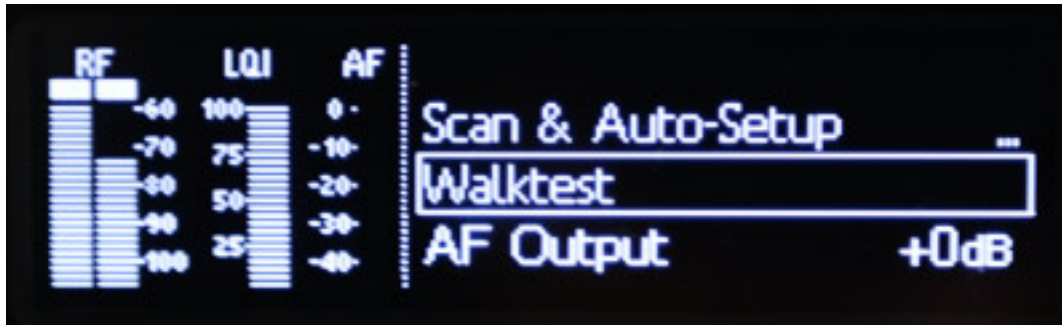 RF LQI AF
-60 100 0
-70 75 -10
-80 50 -20
-90 25 -30
-100 -40
Scan & Auto-Setup ...
Walktest
AF Output +0dB